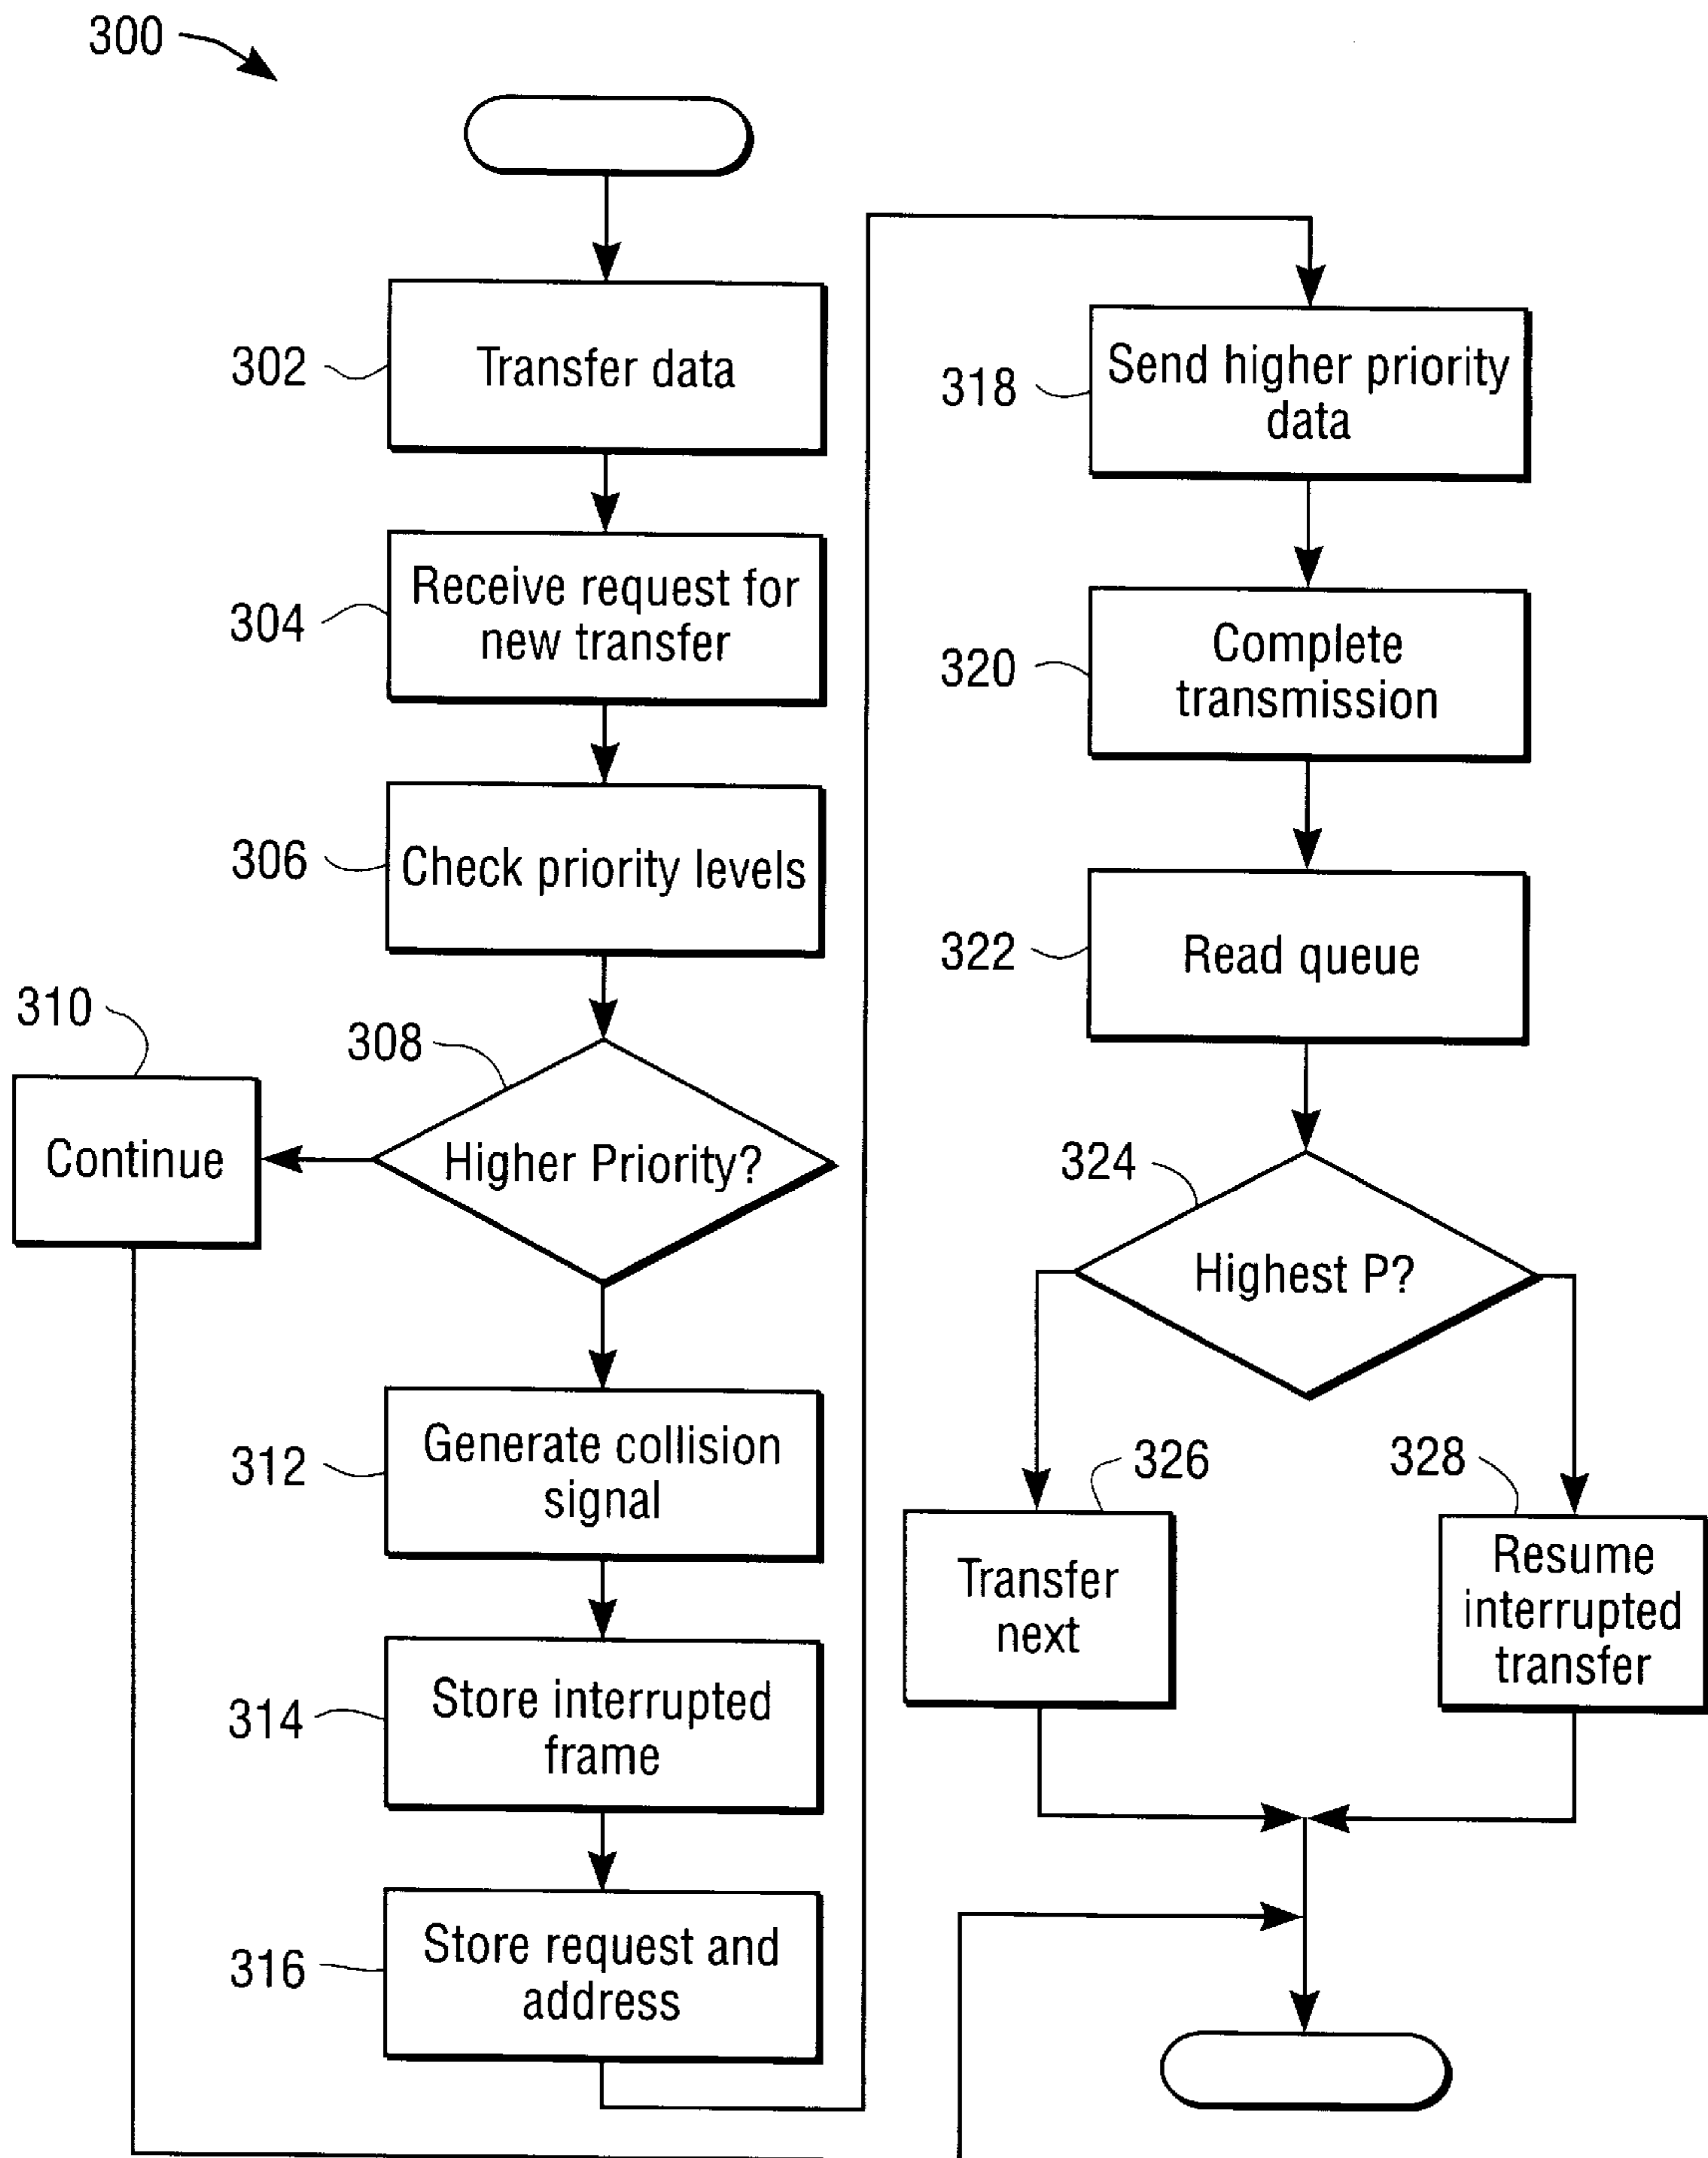 300
302
Transfer data
304
Receive request for
new transfer
306
Check priority levels
308
Higher Priority?
310
Continue
312
Generate collision
signal
314
Store interrupted
frame
316
Store request and
address
318
Send higher priority
data
320
Complete
transmission
322
Read queue
324
Highest P?
326
Transfer
next
328
Resume
interrupted
transfer